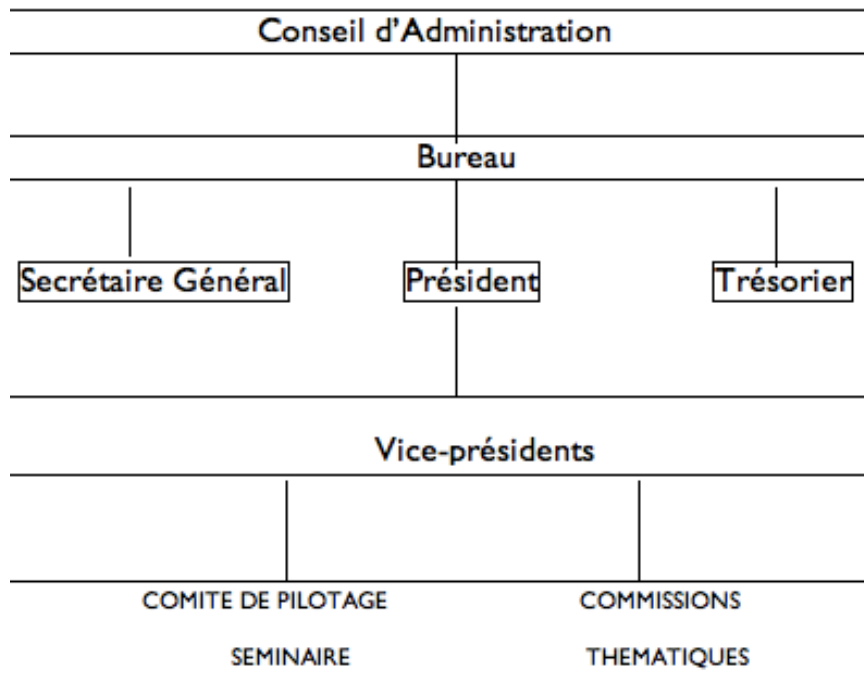 Conseil d'Administration
Bureau
Secrétaire Général Président Trésorier
Vice-présidents
COMITE DE PILOTAGE COMMISSIONS
SEMINAIRE THEMATIQUES